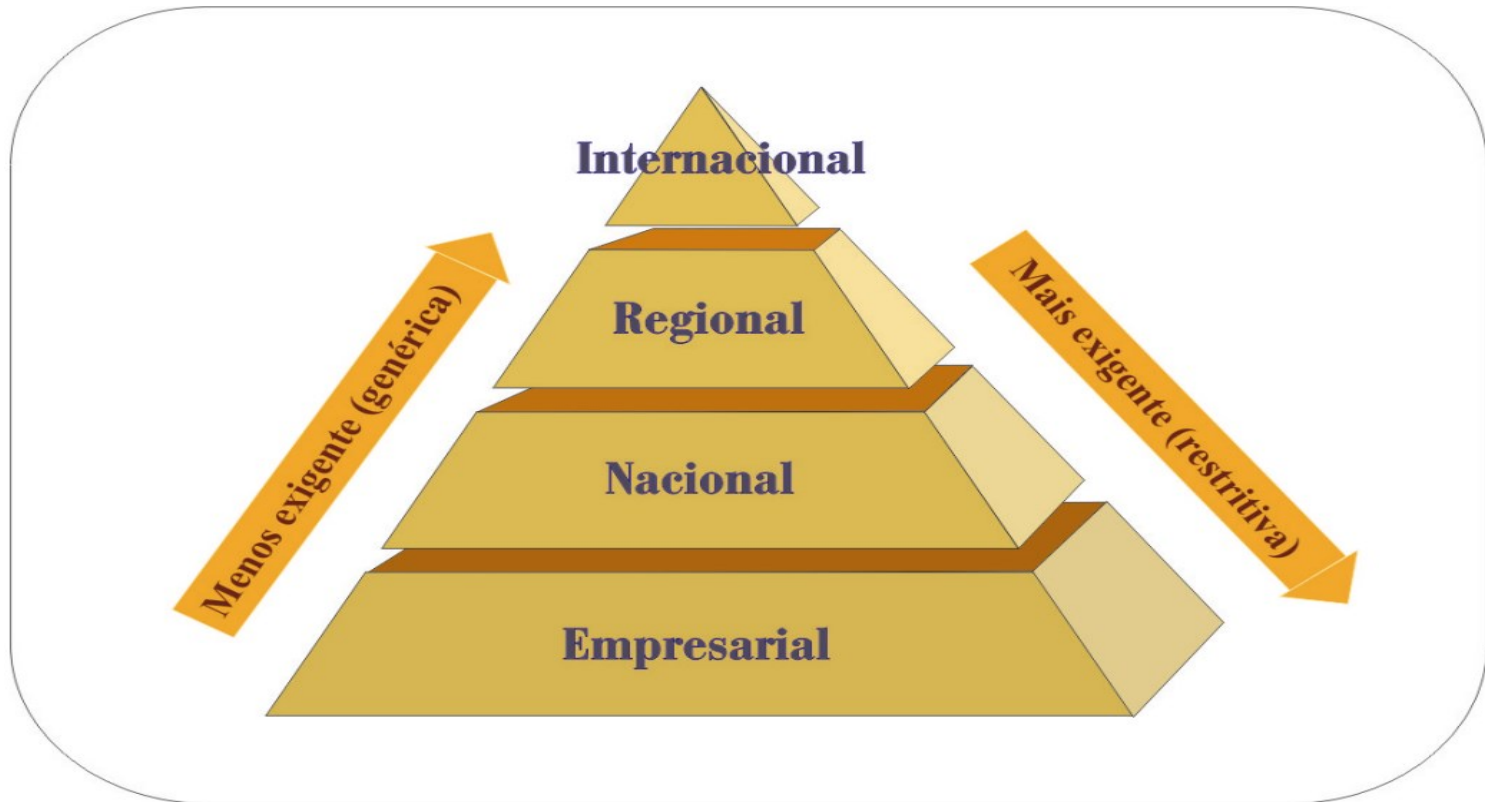 Internacional
Regional
Nacional
Empresarial
Menos exigente (genérica)
Mais exigente (restritiva)